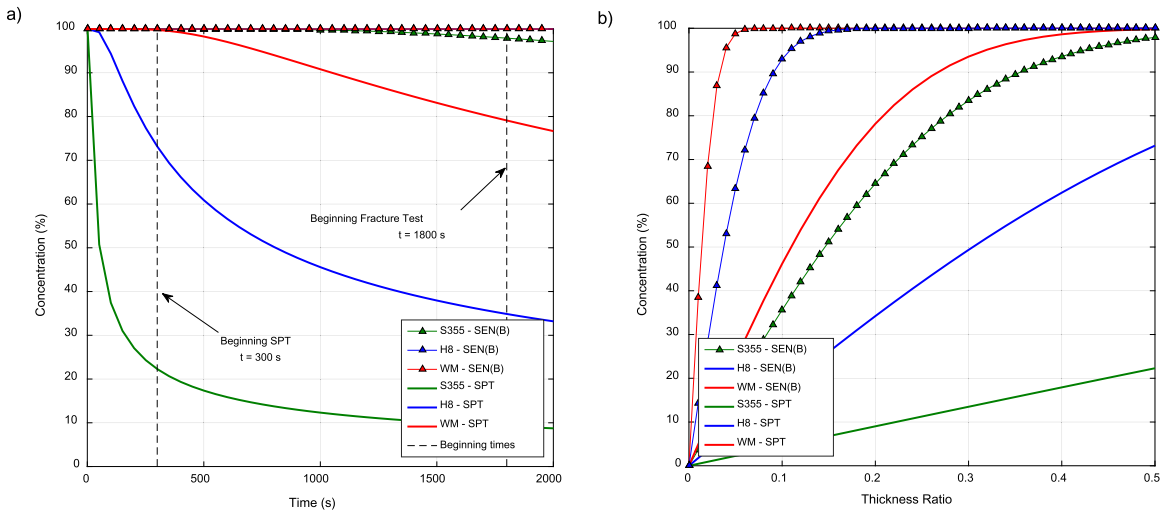 a)
100
90
80
70
60
50
40
30
20
10
0
0
500
1000
1500
2000
Concentration (%)
Time (s)
Beginning Fracture Test
t = 1800 s
Beginning SPT
t = 300 s
S355 - SEN(B)
H8 - SEN(B)
WM - SEN(B)
S355 - SPT
H8 - SPT
WM - SPT
Beginning times
b)
100
90
80
70
60
50
40
30
20
10
0
0
0.1
0.2
0.3
0.4
0.5
Concentration (%)
Thickness Ratio
S355 - SEN(B)
H8 - SEN(B)
WM - SEN(B)
S355 - SPT
H8 - SPT
WM - SPT